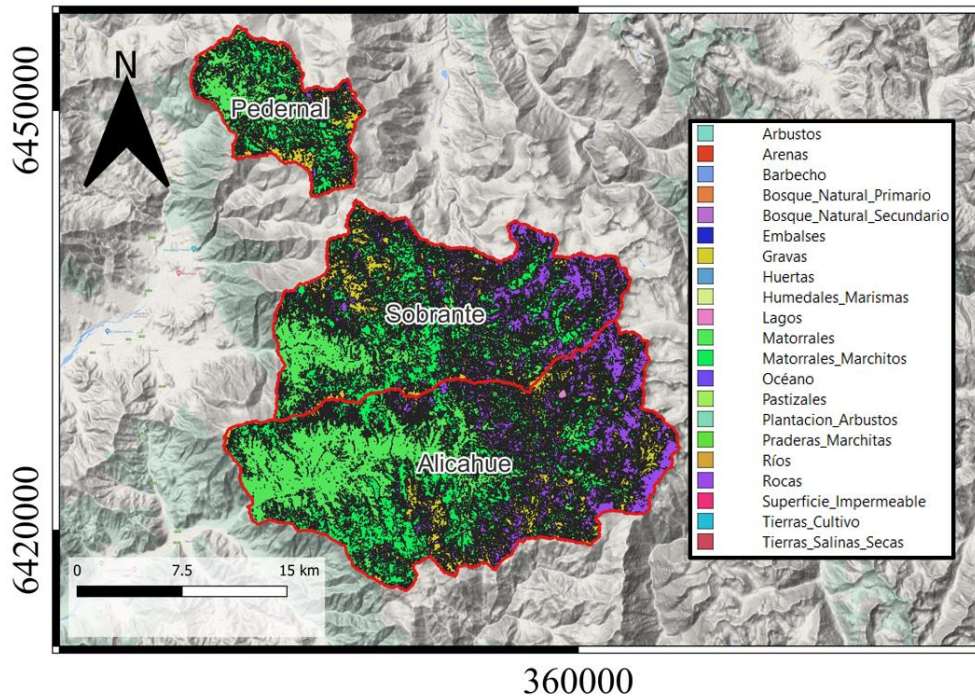 N
6450000
6420000
360000
Pedernal
Sobrante
Alicahue
0 7.5 15 km
Arbustos
Arenas
Barbecho
Bosque_Natural_Primario
Bosque_Natural_Secundario
Embalses
Gravas
Huertas
Humedales_Marismas
Lagos
Matorrales
Matorrales_Marchitos
Océano
Pastizales
Plantacion_Arbustos
Praderas_Marchitas
Ríos
Rocas
Superficie_Impermeable
Tierras_Cultivo
Tierras_Salinas_Secas